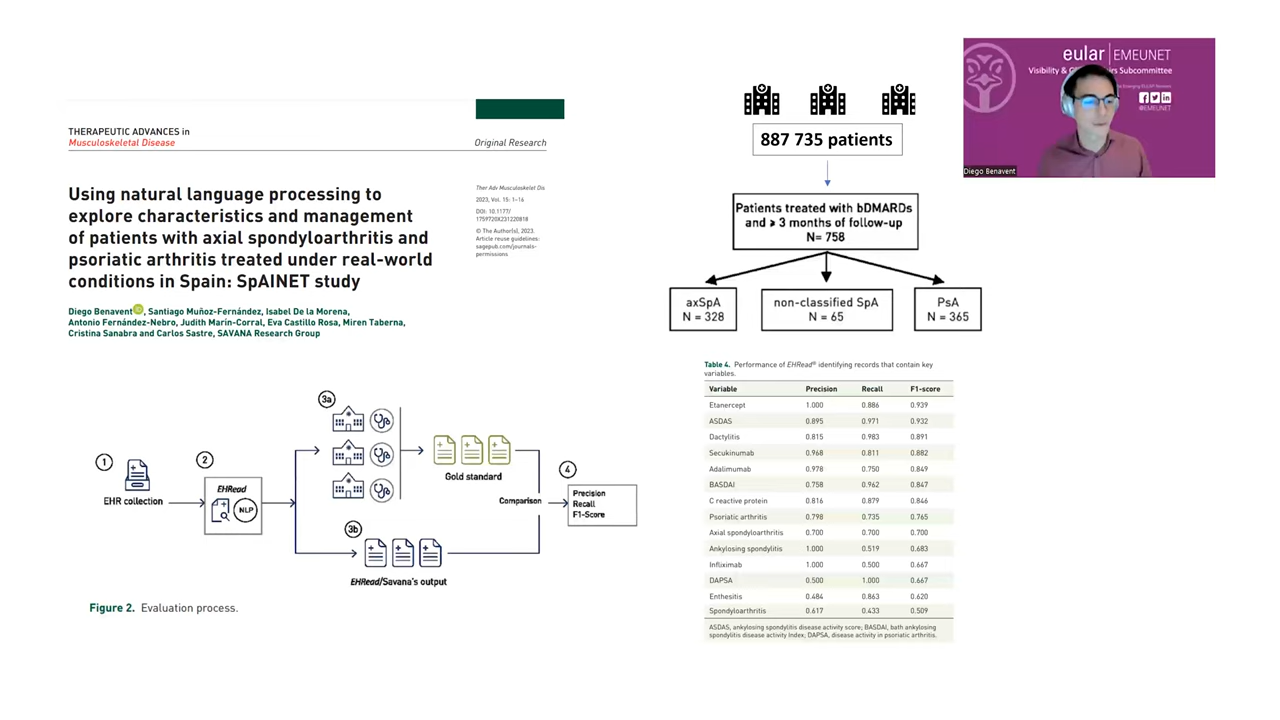 THERAPEUTIC ADVANCES in
Musculoskeletal Disease
Original Research
Using natural language processing to
explore characteristics and management
of patients with axial spondyloarthritis and
psoriatic arthritis treated under real-world
conditions in Spain: SpAINET study
Ther Adv Musculoskelet Dis
2023, Vol. 15: 1–16
DOI: 10.1177/
1759720X231220818
© The Author(s), 2023.
Article reuse guidelines:
sagepub.com/journals-
permissions
Diego Benavent, Santiago Muñoz-Fernández, Isabel De la Morena,
Antonio Fernández-Nebro, Judith Marín-Corral, Eva Castillo Rosa, Miren Taberna,
Cristina Sanabra and Carlos Sastre, SAVANA Research Group
1
EHR collection
2
EHRead
NLP
3a
Gold standard
3b
EHRead/Savana's output
Comparison
4
Precision
Recall
F1-Score
Figure 2. Evaluation process.
887 735 patients
Patients treated with bDMARDs
and ≥ 3 months of follow-up
N= 758
axSpA
N = 328
non-classified SpA
N = 65
PsA
N = 365
Table 4. Performance of EHRead® identifying records that contain key
variables.
Variable Precision Recall F1-score
Etanercept 1.000 0.886 0.939
ASDAS 0.895 0.971 0.932
Dactylitis 0.815 0.983 0.891
Secukinumab 0.968 0.811 0.882
Adalimumab 0.978 0.750 0.849
BASDAI 0.758 0.962 0.847
C reactive protein 0.816 0.879 0.846
Psoriatic arthritis 0.798 0.735 0.765
Axial spondyloarthritis 0.700 0.700 0.700
Ankylosing spondylitis 1.000 0.519 0.683
Infliximab 1.000 0.500 0.667
DAPSA 0.500 1.000 0.667
Enthesitis 0.484 0.863 0.620
Spondyloarthritis 0.617 0.433 0.509
ASDAS, ankylosing spondylitis disease activity score; BASDAI, bath ankylosing
spondylitis disease activity Index; DAPSA, disease activity in psoriatic arthritis.
eular | EMEUNET
Visibility & irs Subcommittee
@EMEUNET
Diego Benavent